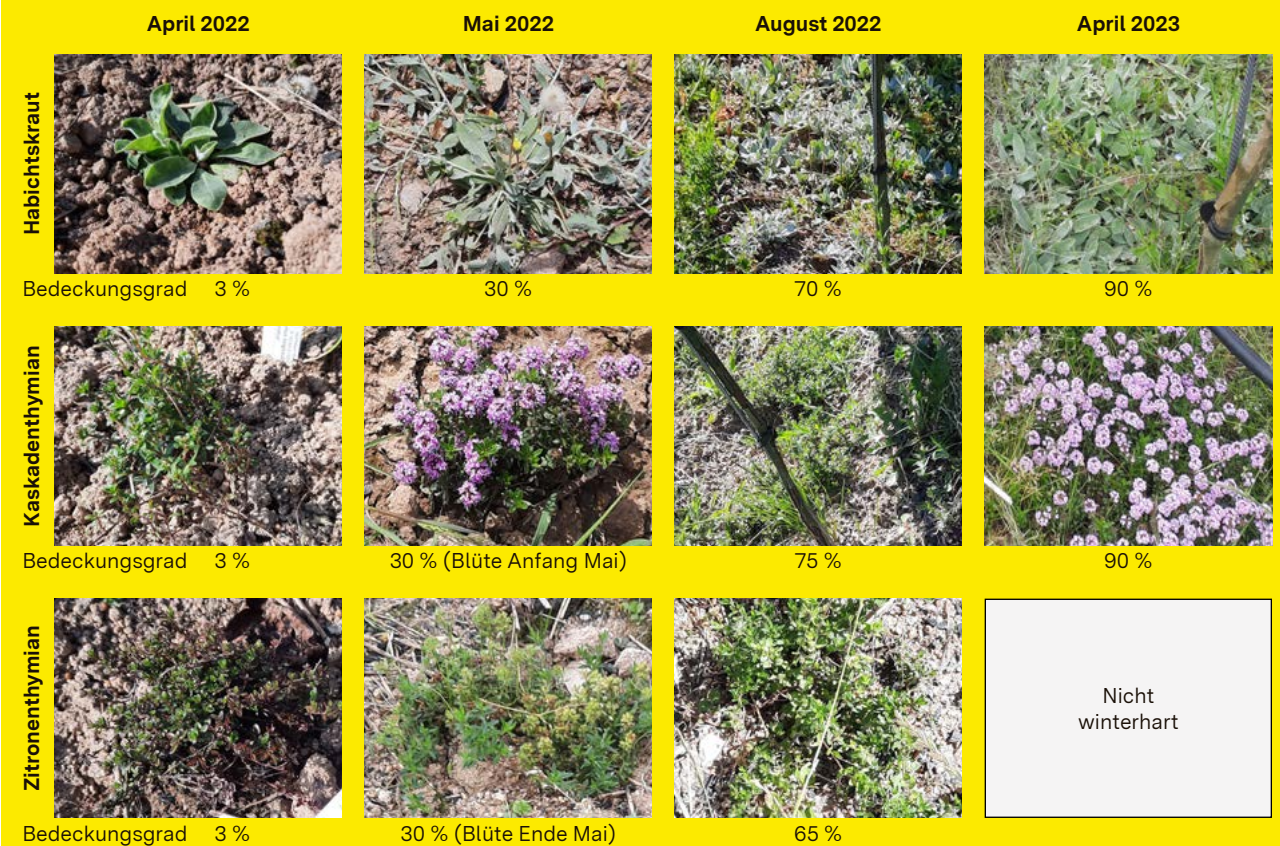 April 2022 Mai 2022 August 2022 April 2023
Habichtskraut
Bedeckungsgrad 3 % 30 % 70 % 90 %
Kaskadenthymian
Bedeckungsgrad 3 % 30 % (Blüte Anfang Mai) 75 % 90 %
Zitronenthymian
Nicht
winterhart
Bedeckungsgrad 3 % 30 % (Blüte Ende Mai) 65 %